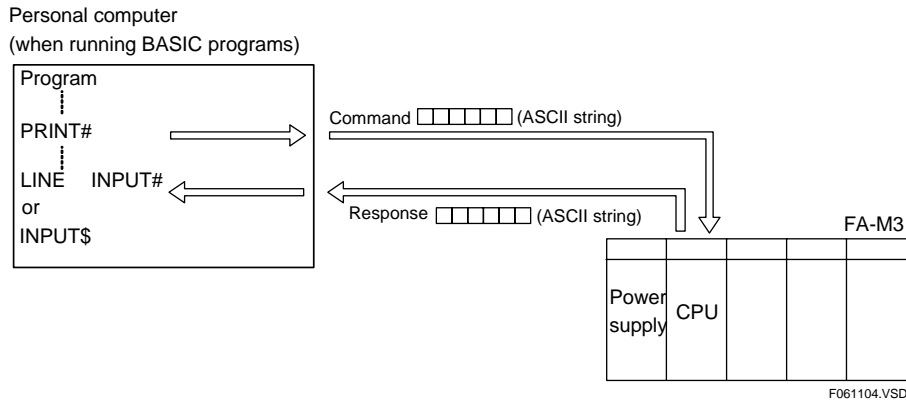 Personal computer
(when running BASIC programs)
Program
PRINT#
LINE INPUT#
or
INPUT$
Command (ASCII string)
Response (ASCII string)
FA-M3
Power
supply
CPU
F061104.VSD